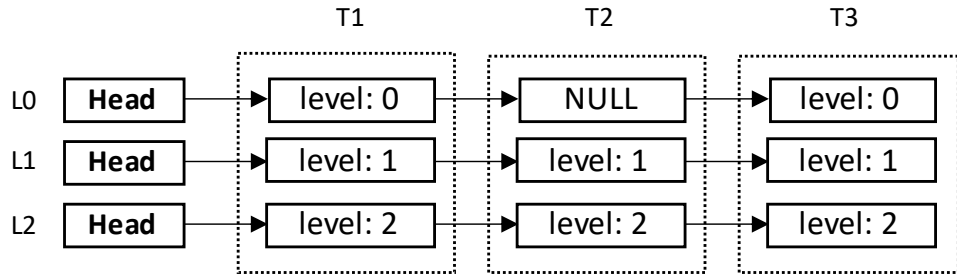 T1 T2 T3
L0 Head level: 0 NULL level: 0
L1 Head level: 1 level: 1 level: 1
L2 Head level: 2 level: 2 level: 2